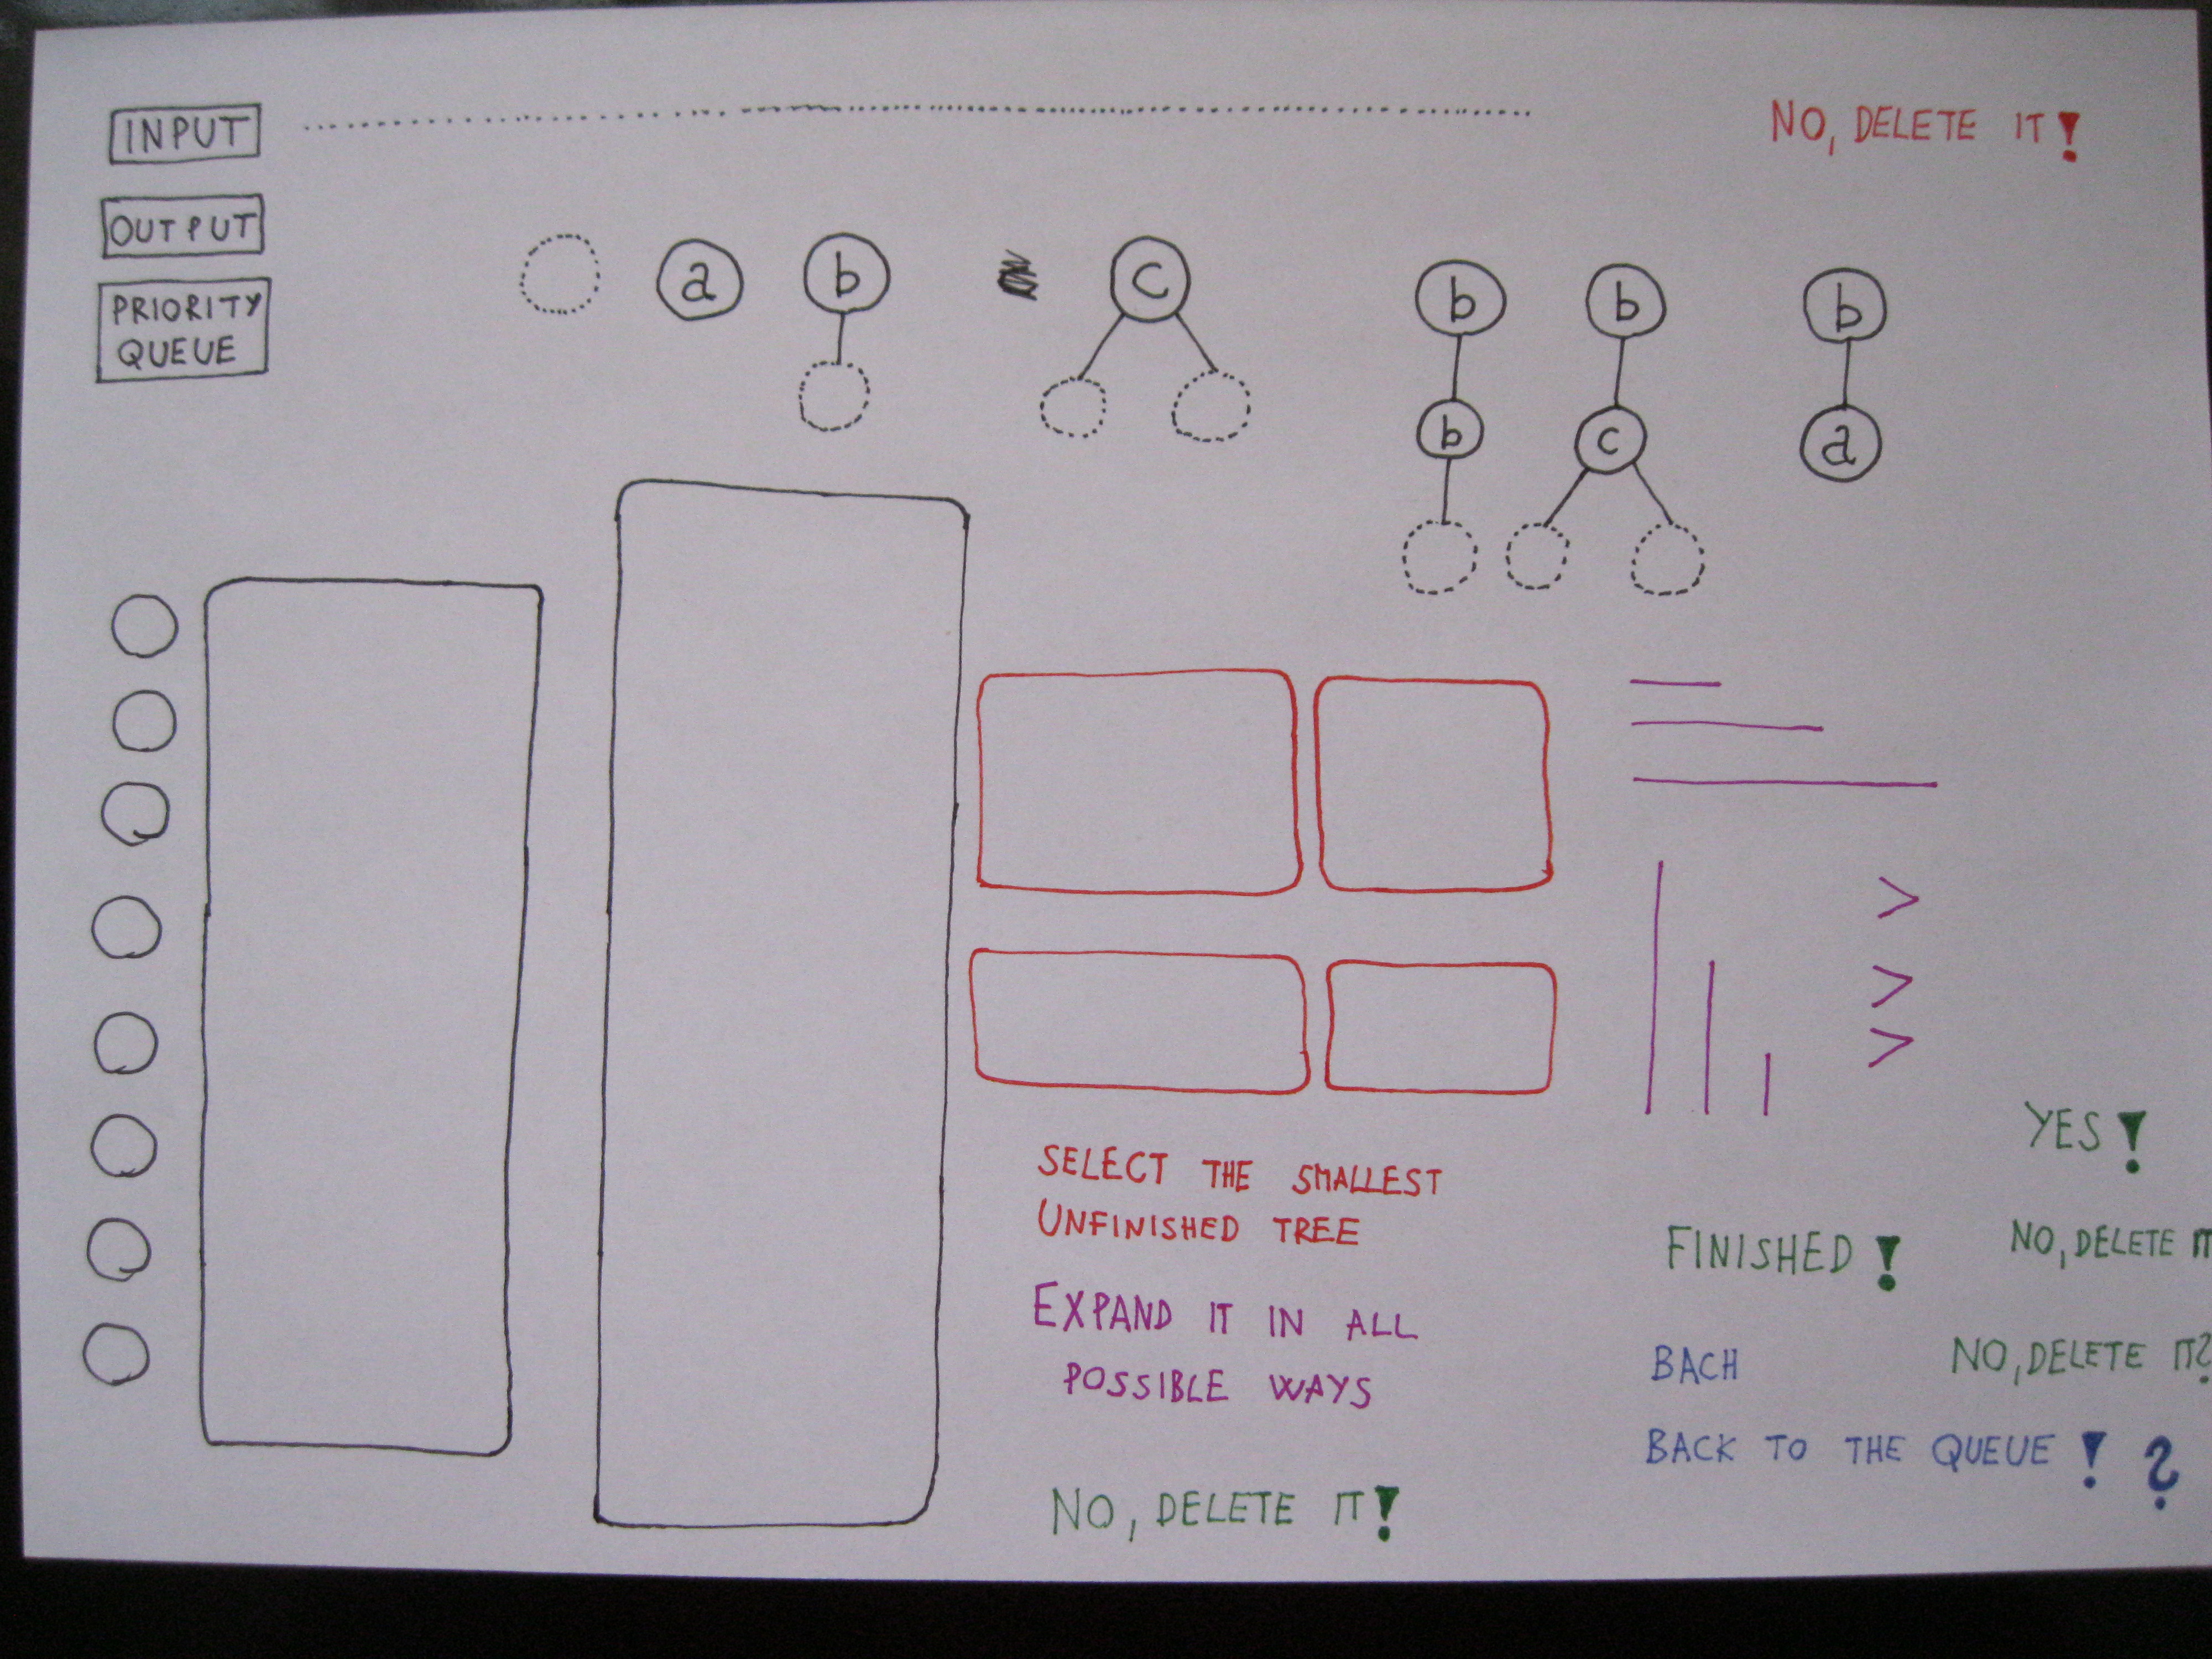 INPUT
NO, DELETE IT!
OUTPUT
PRIORITY
QUEUE
a
b
c
b
b
b
b
c
a
SELECT THE SMALLEST
UNFINISHED TREE
EXPAND IT IN ALL
POSSIBLE WAYS
NO, DELETE IT!
YES!
FINISHED!
NO, DELETE IT
BACH
NO, DELETE IT?
BACK TO THE QUEUE! ?